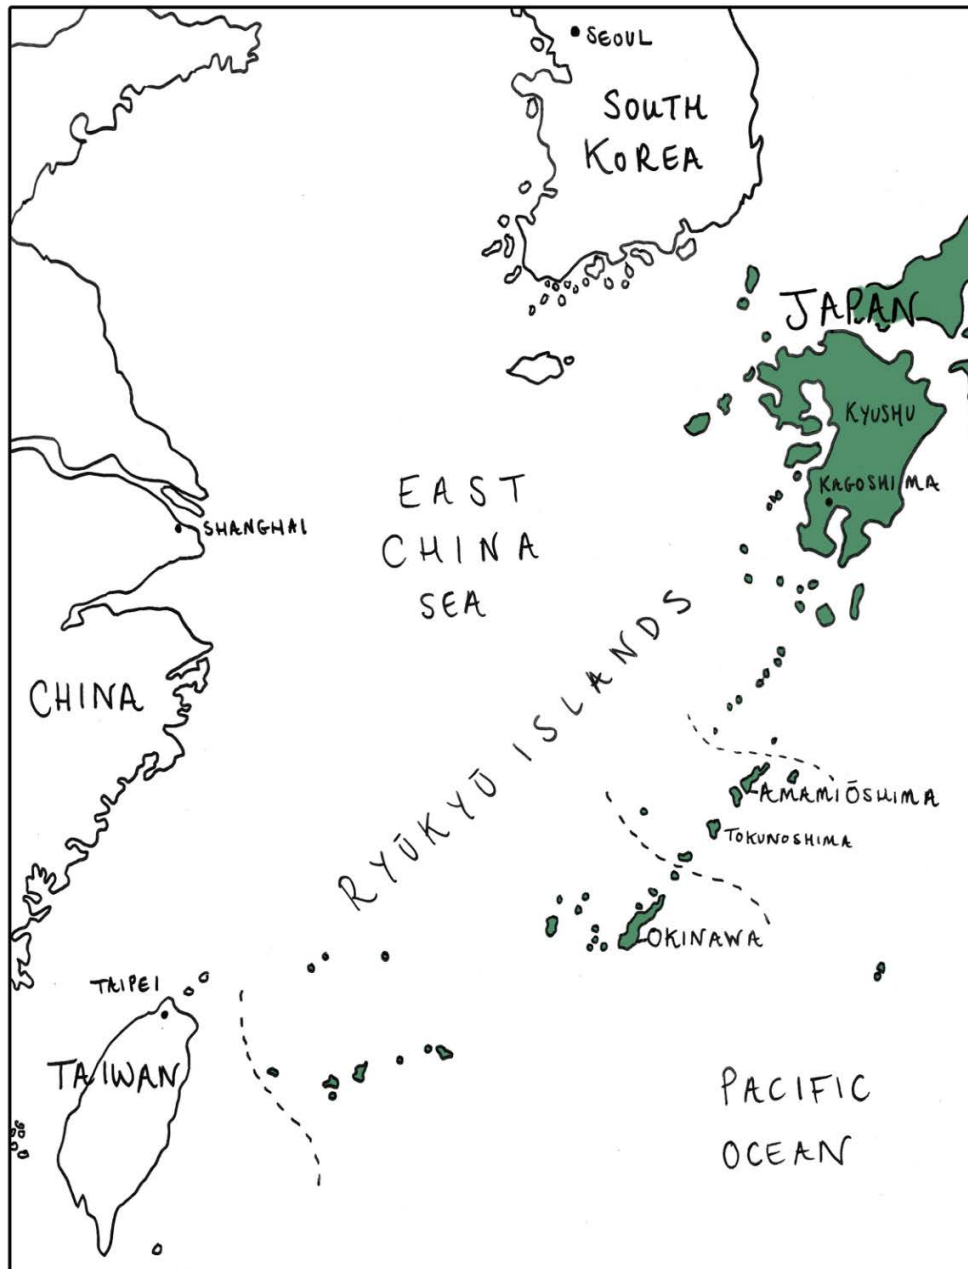 SEOUL
SOUTH
KOREA
JAPAN
KYUSHU
KAGOSHIMA
EAST
CHINA
SEA
SHANGHAI
RYŪKYŪ ISLANDS
CHINA
AMAMIŌSHIMA
TOKUNOSHIMA
OKINAWA
TAIPEI
TAIWAN
PACIFIC
OCEAN